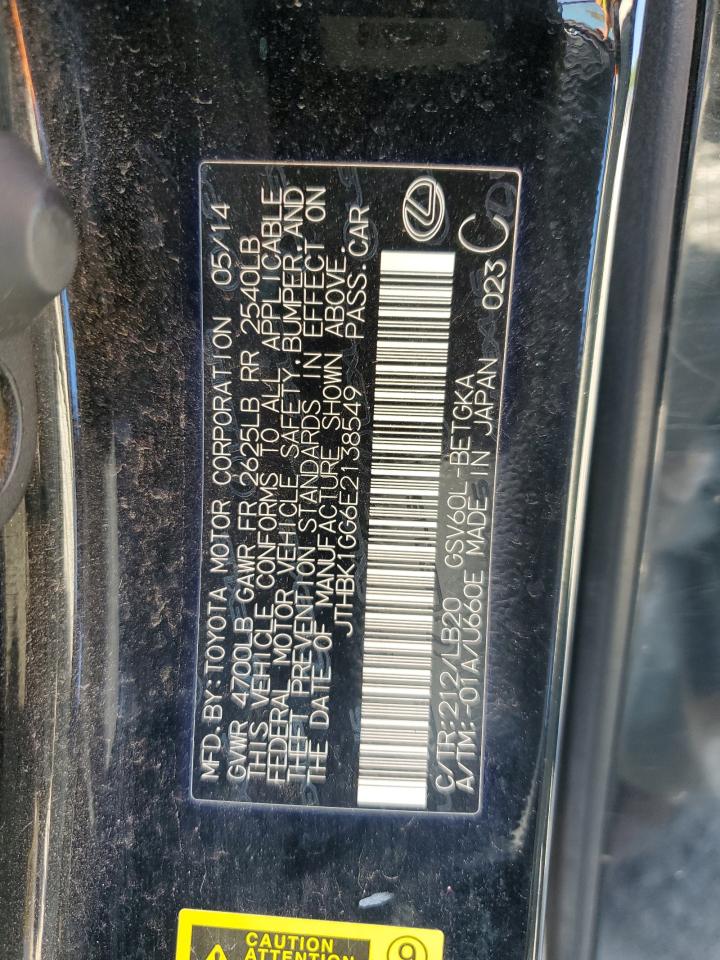 MFD. BY: TOYOTA MOTOR CORPORATION 05/14
GVWR 4700LB GAWR FR 2625LB RR 2540LB
THIS VEHICLE CONFORMS TO ALL APPLICABLE
FEDERAL MOTOR VEHICLE SAFETY, BUMPER, AND
THEFT PREVENTION STANDARDS IN EFFECT ON
THE DATE OF MANUFACTURE SHOWN ABOVE.
JTHBK1GG6E2138549 PASS. CAR
C/TR:212/LB20 GSV60L-BETGKA
A/TM:-01A/U660E MADE IN JAPAN 023 C
CAUTION
ATTENTION
9